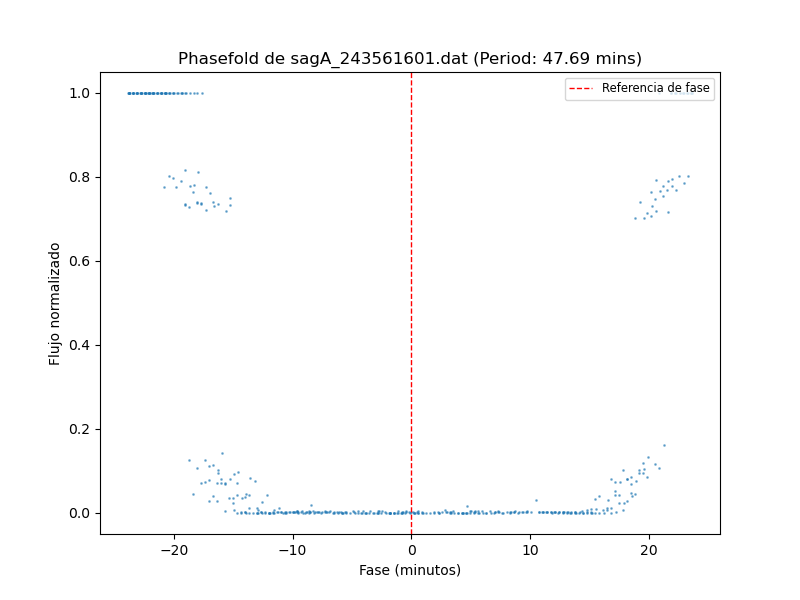 Phasefold de sagA_243561601.dat (Period: 47.69 mins)
Referencia de fase
1.0
0.8
0.6
0.4
0.2
0.0
Flujo normalizado
−20 −10 0 10 20
Fase (minutos)